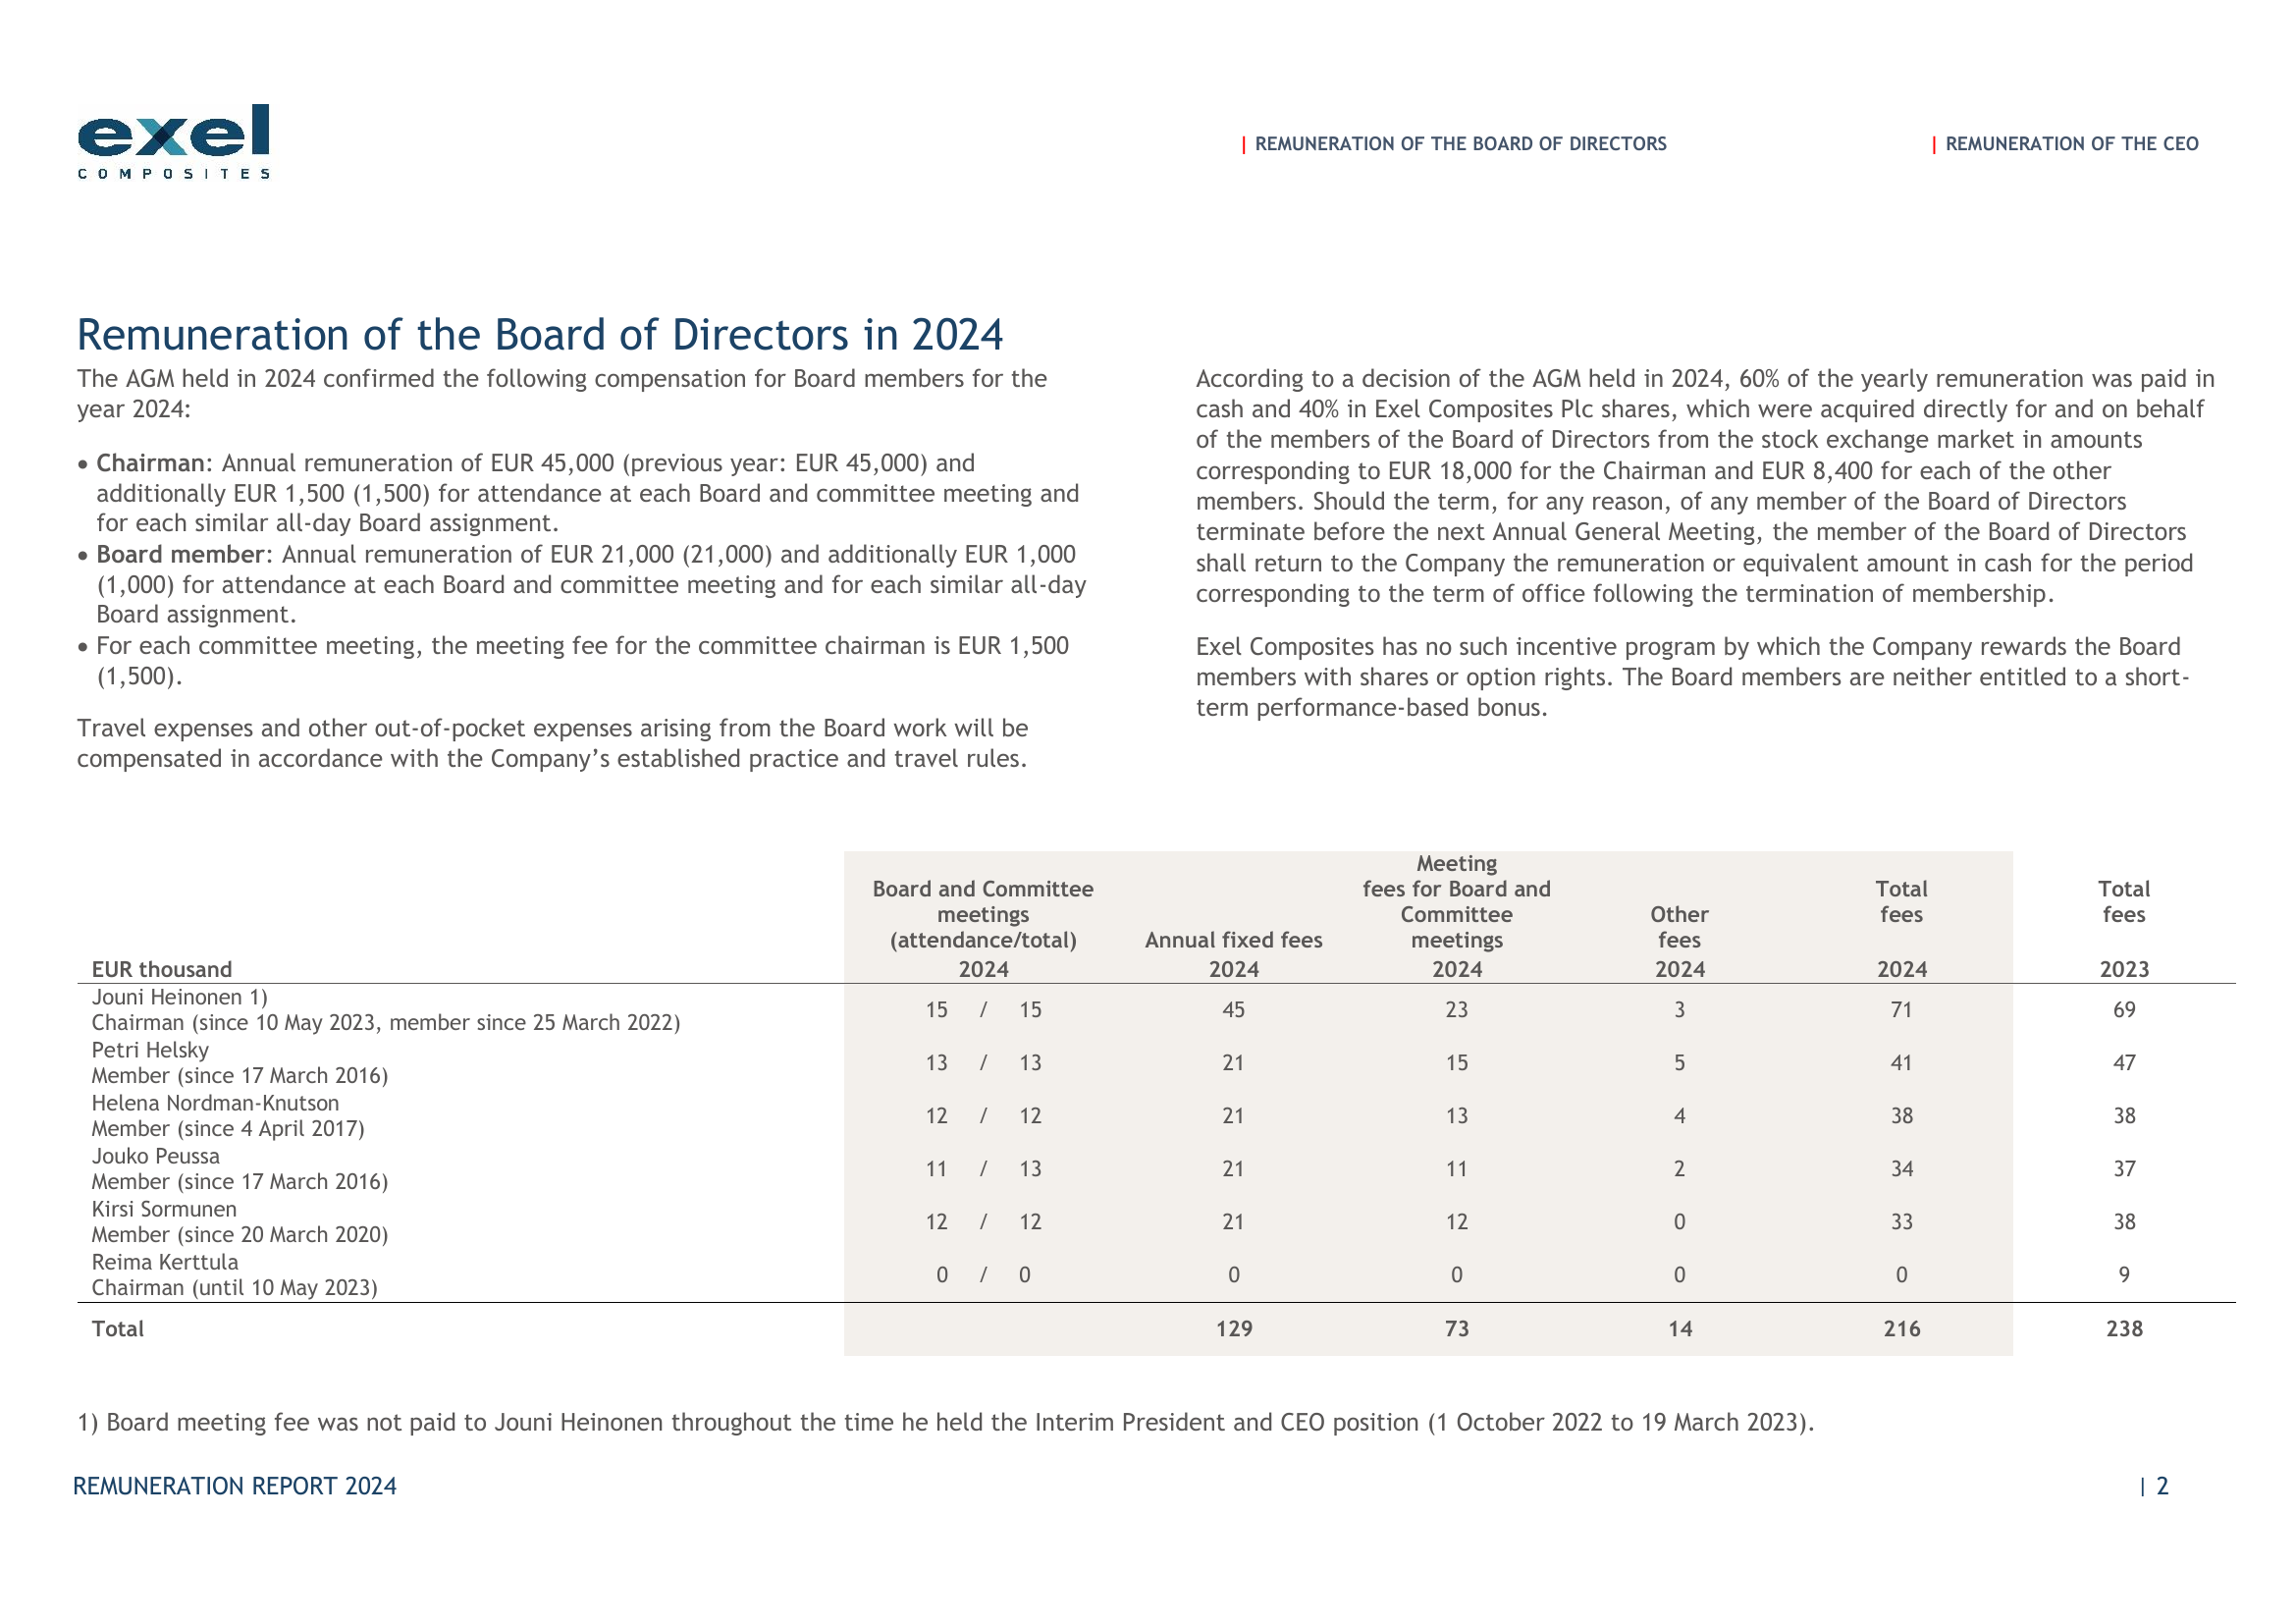 exel
COMPOSITES
| REMUNERATION OF THE BOARD OF DIRECTORS
| REMUNERATION OF THE CEO
Remuneration of the Board of Directors in 2024
The AGM held in 2024 confirmed the following compensation for Board members for the
year 2024:
• Chairman: Annual remuneration of EUR 45,000 (previous year: EUR 45,000) and
additionally EUR 1,500 (1,500) for attendance at each Board and committee meeting and
for each similar all-day Board assignment.
• Board member: Annual remuneration of EUR 21,000 (21,000) and additionally EUR 1,000
(1,000) for attendance at each Board and committee meeting and for each similar all-day
Board assignment.
• For each committee meeting, the meeting fee for the committee chairman is EUR 1,500
(1,500).
Travel expenses and other out-of-pocket expenses arising from the Board work will be
compensated in accordance with the Company’s established practice and travel rules.
According to a decision of the AGM held in 2024, 60% of the yearly remuneration was paid in
cash and 40% in Exel Composites Plc shares, which were acquired directly for and on behalf
of the members of the Board of Directors from the stock exchange market in amounts
corresponding to EUR 18,000 for the Chairman and EUR 8,400 for each of the other
members. Should the term, for any reason, of any member of the Board of Directors
terminate before the next Annual General Meeting, the member of the Board of Directors
shall return to the Company the remuneration or equivalent amount in cash for the period
corresponding to the term of office following the termination of membership.
Exel Composites has no such incentive program by which the Company rewards the Board
members with shares or option rights. The Board members are neither entitled to a short-
term performance-based bonus.
Meeting
Board and Committee fees for Board and Total Total
meetings Committee Other fees fees
(attendance/total) Annual fixed fees meetings fees
EUR thousand 2024 2024 2024 2024 2024 2023
Jouni Heinonen 1)
Chairman (since 10 May 2023, member since 25 March 2022) 15 / 15 45 23 3 71 69
Petri Helsky
Member (since 17 March 2016) 13 / 13 21 15 5 41 47
Helena Nordman-Knutson
Member (since 4 April 2017) 12 / 12 21 13 4 38 38
Jouko Peussa
Member (since 17 March 2016) 11 / 13 21 11 2 34 37
Kirsi Sormunen
Member (since 20 March 2020) 12 / 12 21 12 0 33 38
Reima Kerttula
Chairman (until 10 May 2023) 0 / 0 0 0 0 0 9
Total 129 73 14 216 238
1) Board meeting fee was not paid to Jouni Heinonen throughout the time he held the Interim President and CEO position (1 October 2022 to 19 March 2023).
REMUNERATION REPORT 2024
| 2